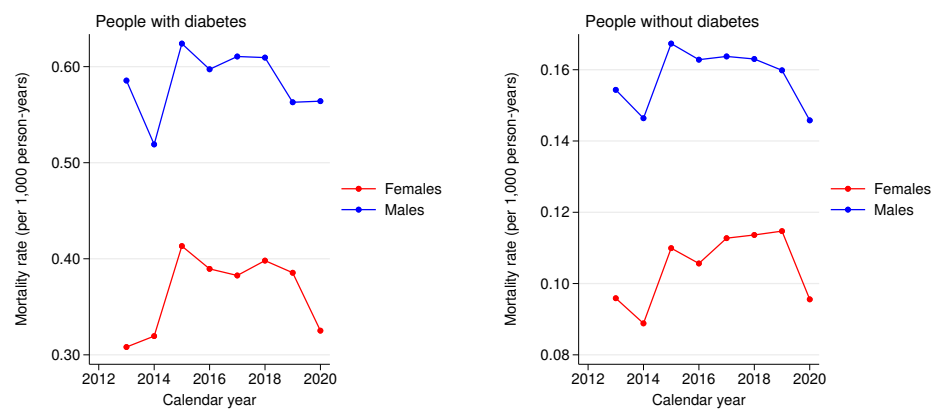 People with diabetes
Mortality rate (per 1,000 person-years)
0.60
0.50
0.40
0.30
2012 2014 2016 2018 2020
Calendar year
Females
Males
People without diabetes
Mortality rate (per 1,000 person-years)
0.16
0.14
0.12
0.10
0.08
2012 2014 2016 2018 2020
Calendar year
Females
Males